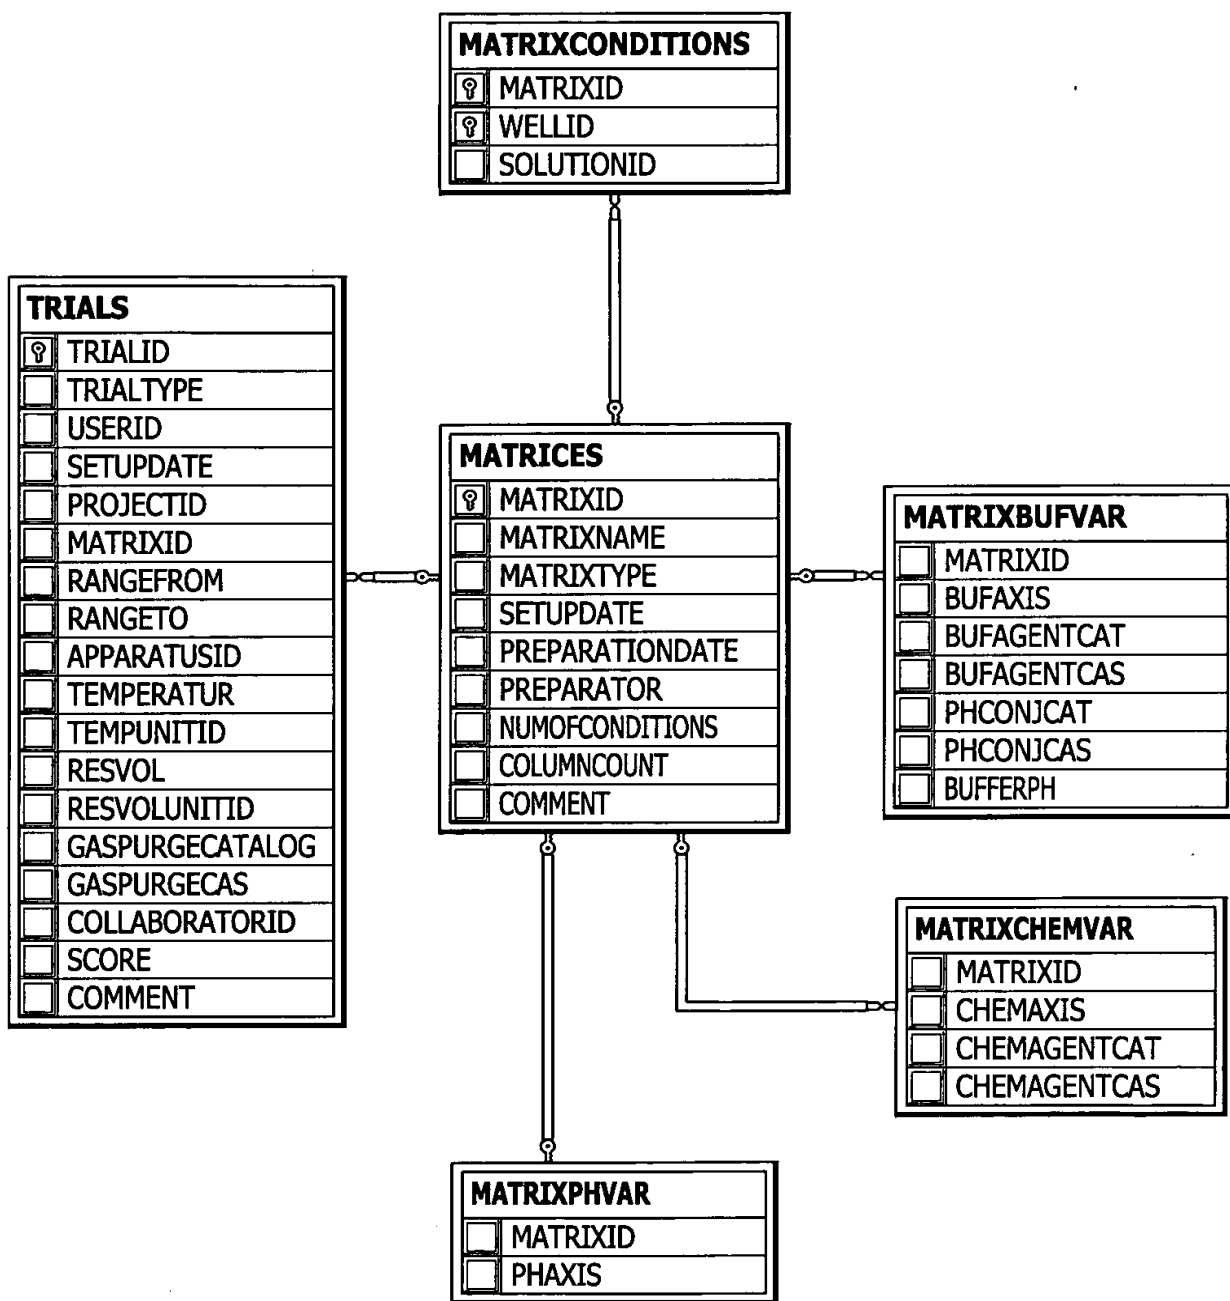 MATRIXCONDITIONS
MATRIXID
WELLID
SOLUTIONID
TRIALS
TRIALID
TRIALTYPE
USERID
SETUPDATE
PROJECTID
MATRIXID
RANGEFROM
RANGETO
APPARATUSID
TEMPERATUR
TEMPUNITID
RESVOL
RESVOLUNITID
GASPURGECATALOG
GASPURGECAS
COLLABORATORID
SCORE
COMMENT
MATRICES
MATRIXID
MATRIXNAME
MATRIXTYPE
SETUPDATE
PREPARATIONDATE
PREPARATOR
NUMOFCONDITIONS
COLUMNCOUNT
COMMENT
MATRIXBUFVAR
MATRIXID
BUFAXIS
BUFAGENTCAT
BUFAGENTCAS
PHCONJCAT
PHCONJCAS
BUFFERPH
MATRIXCHEMVAR
MATRIXID
CHEMAXIS
CHEMAGENTCAT
CHEMAGENTCAS
MATRIXPHVAR
MATRIXID
PHAXIS